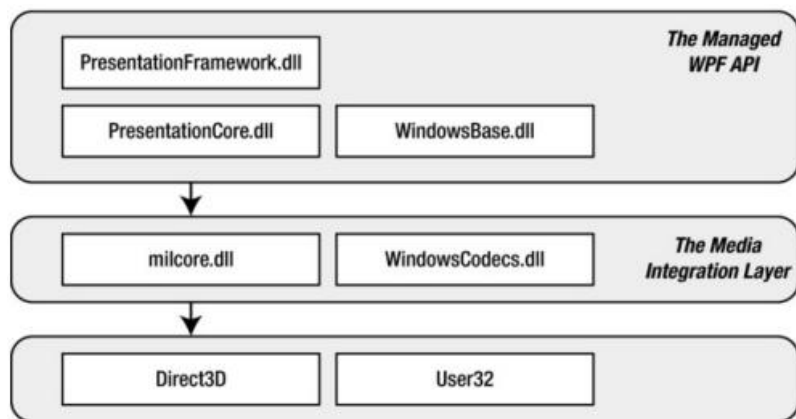 The Managed
WPF API
PresentationFramework.dll
PresentationCore.dll
WindowsBase.dll
milcore.dll
WindowsCodecs.dll
The Media
Integration Layer
Direct3D
User32